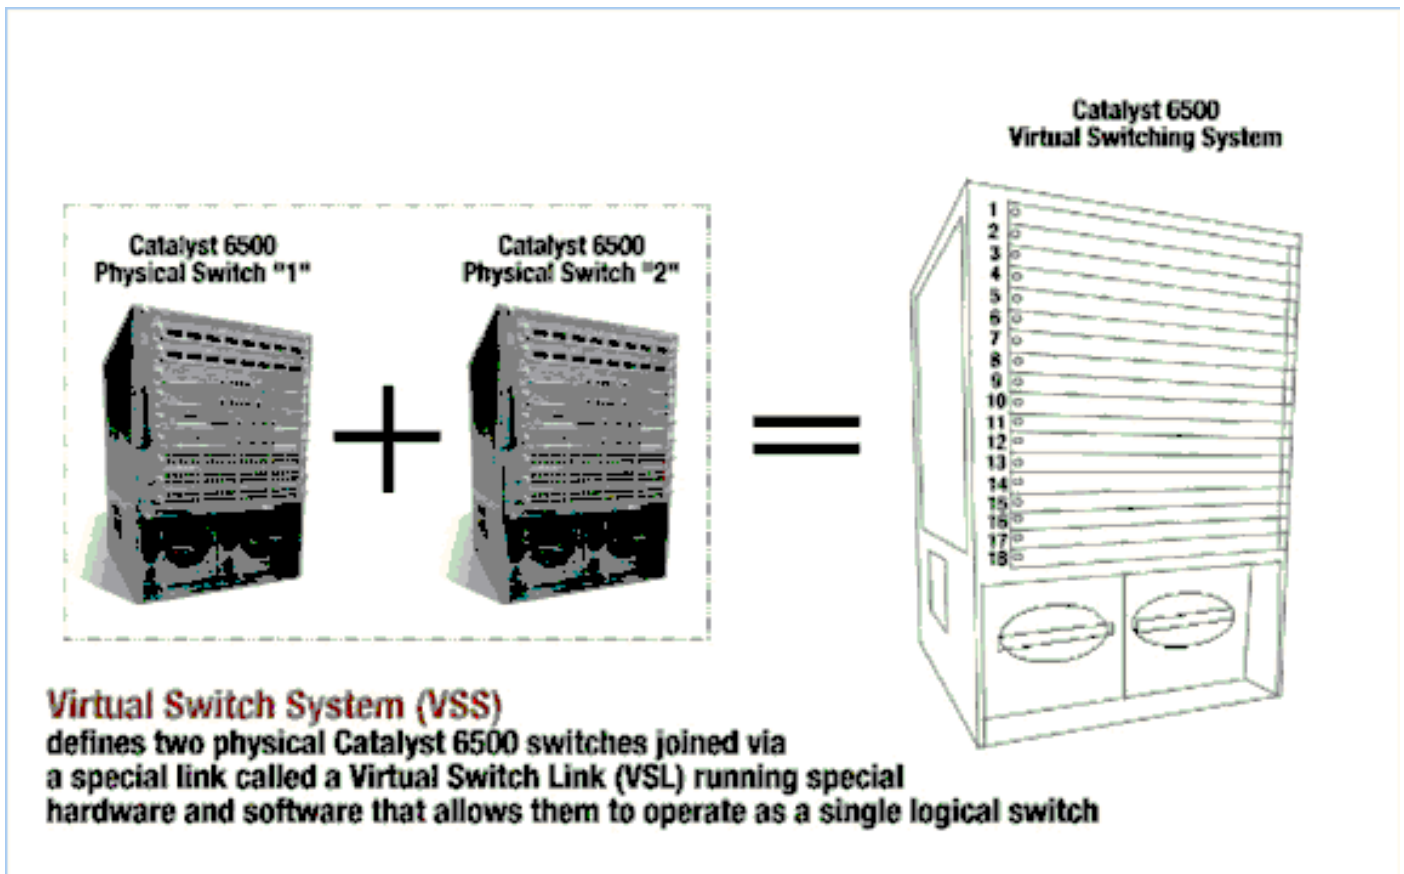 Catalyst 6500
Virtual Switching System
Catalyst 6500
Physical Switch "1"
Catalyst 6500
Physical Switch "2"
1
2
3
4
5
6
7
8
9
10
11
12
13
14
15
16
17
18
Virtual Switch System (VSS)
defines two physical Catalyst 6500 switches joined via
a special link called a Virtual Switch Link (VSL) running special
hardware and software that allows them to operate as a single logical switch